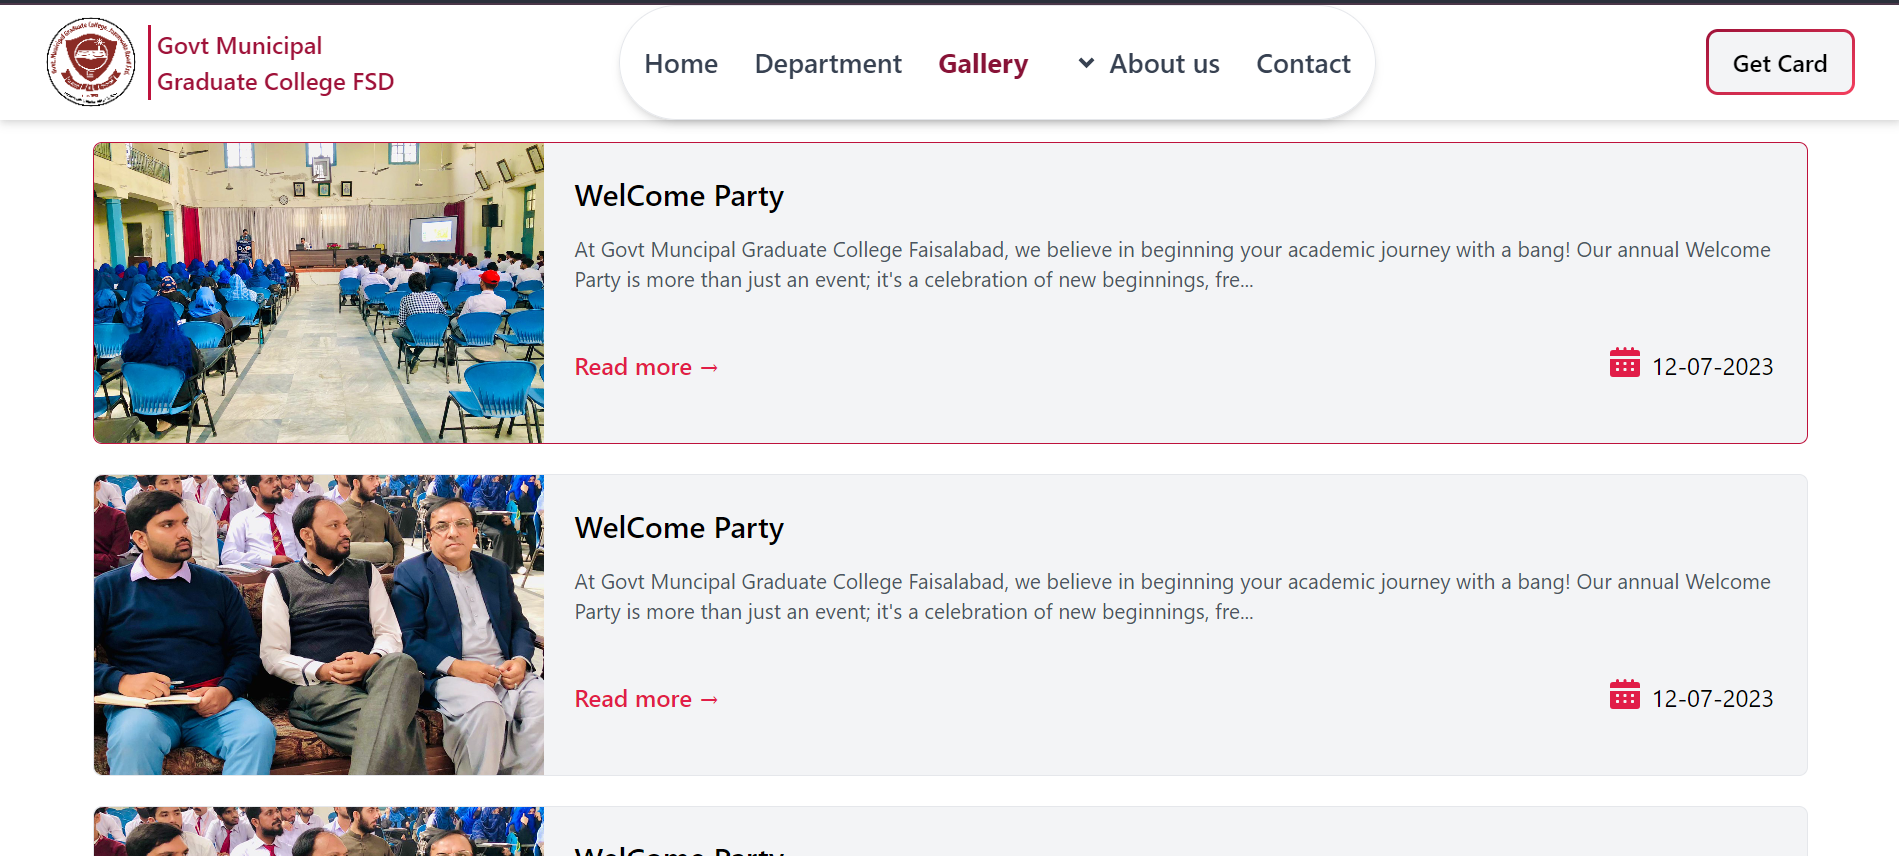 Govt Municipal
Graduate College FSD
Home Department Gallery About us Contact
Get Card
WelCome Party
At Govt Muncipal Graduate College Faisalabad, we believe in beginning your academic journey with a bang! Our annual Welcome
Party is more than just an event; it's a celebration of new beginnings, fre...
Read more →
12-07-2023
WelCome Party
At Govt Muncipal Graduate College Faisalabad, we believe in beginning your academic journey with a bang! Our annual Welcome
Party is more than just an event; it's a celebration of new beginnings, fre...
Read more →
12-07-2023
WelCome Party